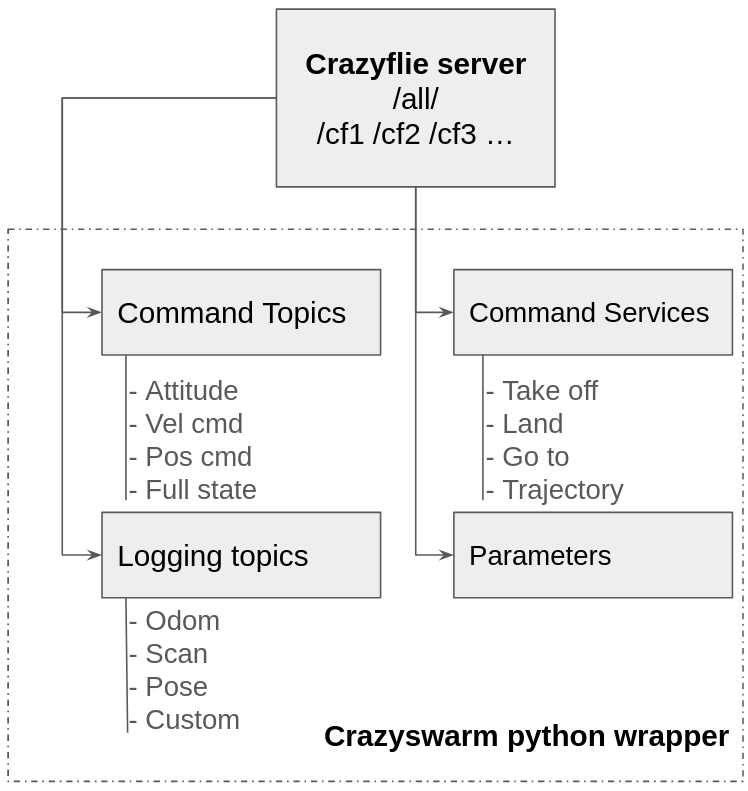 Crazyflie server
/all/
/cf1 /cf2 /cf3 …
Command Topics
- Attitude
- Vel cmd
- Pos cmd
- Full state
Logging topics
- Odom
- Scan
- Pose
- Custom
Command Services
- Take off
- Land
- Go to
- Trajectory
Parameters
Crazyswarm python wrapper